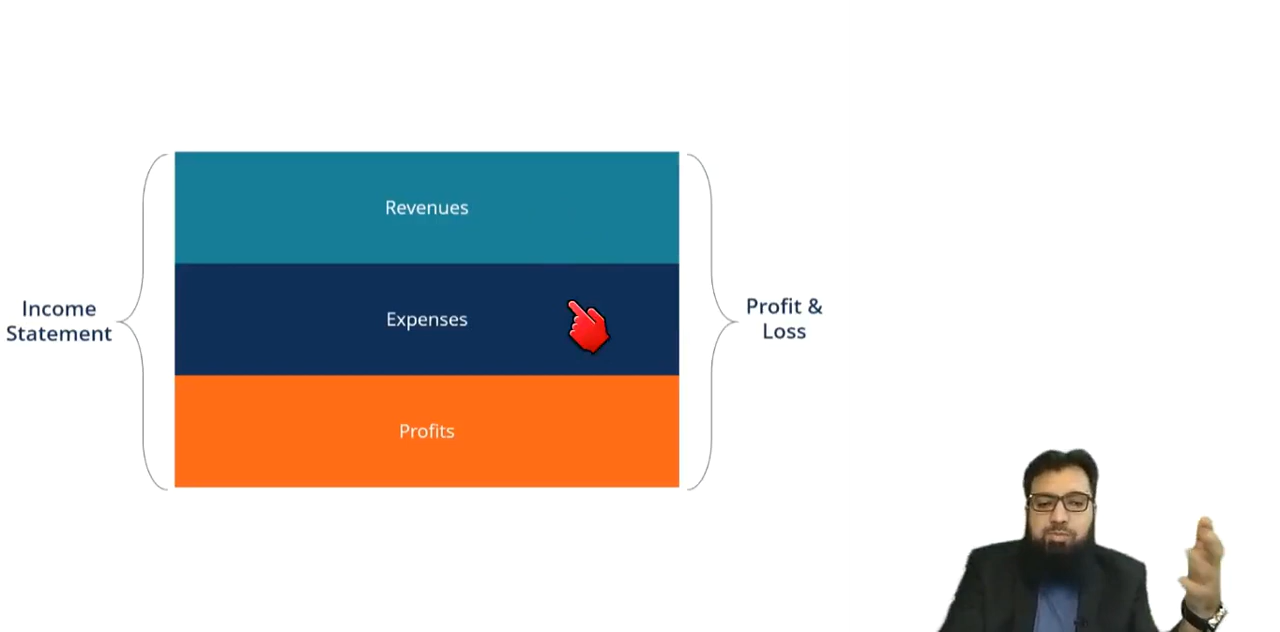 Revenues
Income
Statement
Expenses
Profit &
Loss
Profits